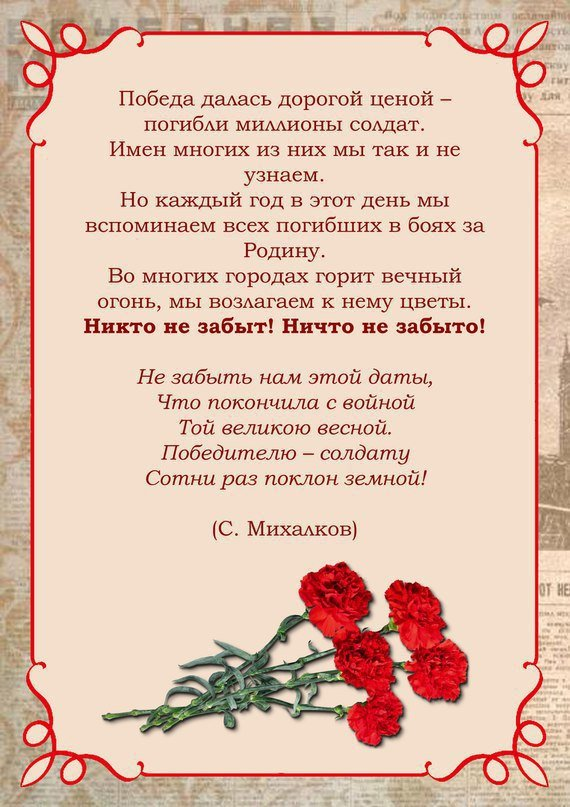 Победа далась дорогой ценой –
погибли миллионы солдат.
Имен многих из них мы так и не
узнаем.
Но каждый год в этот день мы
вспоминаем всех погибших в боях за
Родину.
Во многих городах горит вечный
огонь, мы возлагаем к нему цветы.
Никто не забыт! Ничто не забыто!
Не забыть нам этой даты,
Что покончила с войной
Той великою весной.
Победителю – солдату
Сотни раз поклон земной!
(С. Михалков)